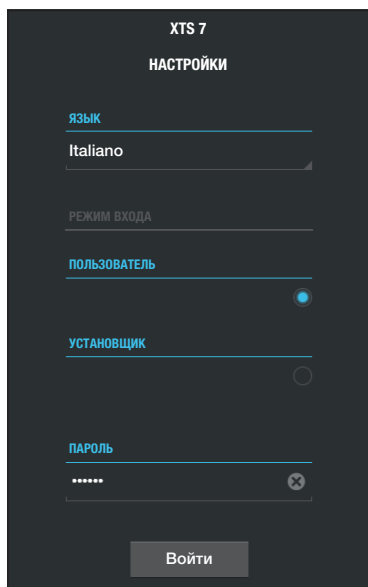 XTS 7
НАСТРОЙКИ
ЯЗЫК
Italiano
РЕЖИМ ВХОДА
ПОЛЬЗОВАТЕЛЬ
УСТАНОВЩИК
ПАРОЛЬ
••••••
Войти